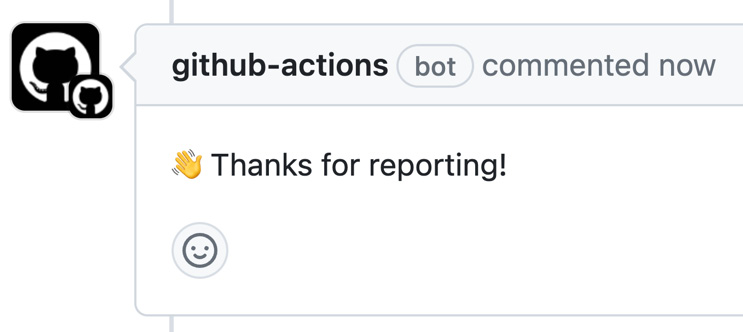 github-actions bot commented now
👋 Thanks for reporting!